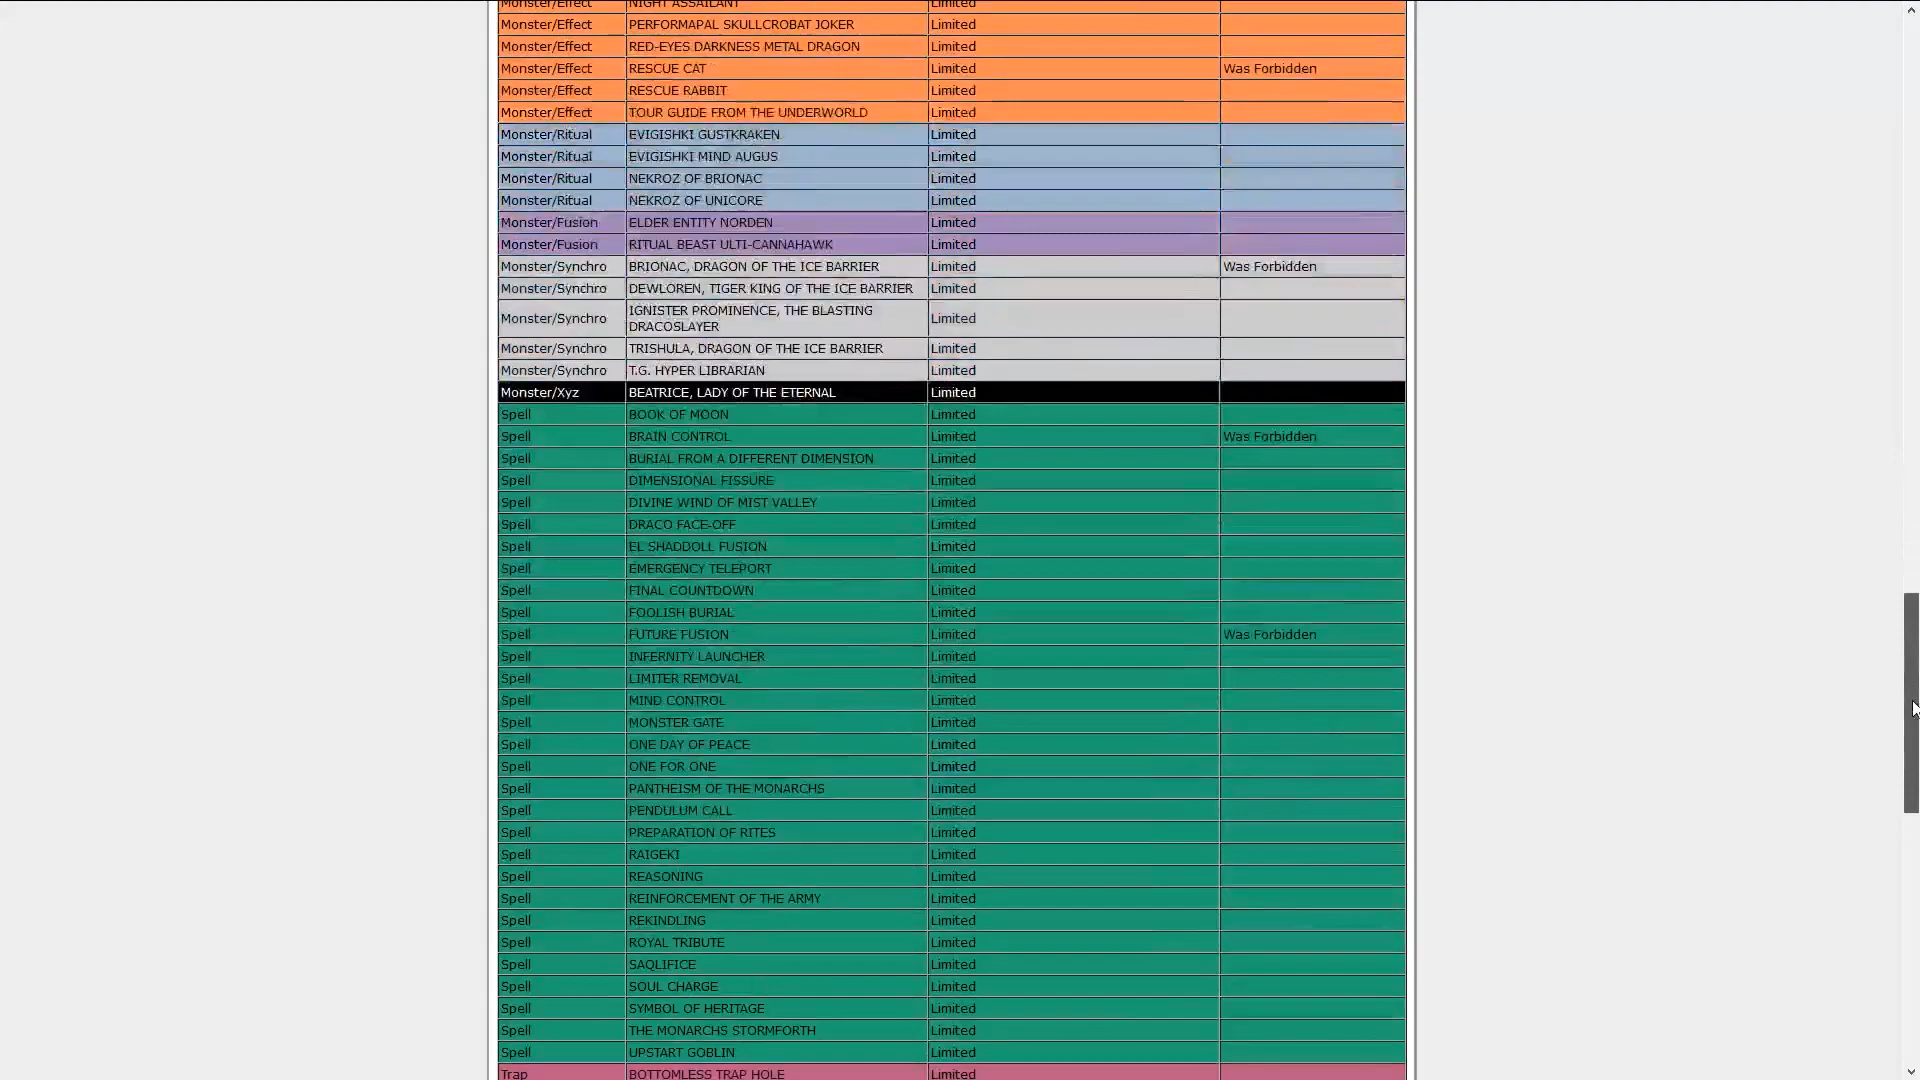 Monster/Effect NIGHT ASSAILANT Limited
Monster/Effect PERFORMAPAL SKULLCROBAT JOKER Limited
Monster/Effect RED-EYES DARKNESS METAL DRAGON Limited
Monster/Effect RESCUE CAT Limited Was Forbidden
Monster/Effect RESCUE RABBIT Limited
Monster/Effect TOUR GUIDE FROM THE UNDERWORLD Limited
Monster/Ritual EVIGISHKI GUSTKRAKEN Limited
Monster/Ritual EVIGISHKI MIND AUGUS Limited
Monster/Ritual NEKROZ OF BRIONAC Limited
Monster/Ritual NEKROZ OF UNICORE Limited
Monster/Fusion ELDER ENTITY NORDEN Limited
Monster/Fusion RITUAL BEAST ULTI-CANNAHAWK Limited
Monster/Synchro BRIONAC, DRAGON OF THE ICE BARRIER Limited Was Forbidden
Monster/Synchro DEWLOREN, TIGER KING OF THE ICE BARRIER Limited
Monster/Synchro IGNISTER PROMINENCE, THE BLASTING
DRACOSLAYER Limited
Monster/Synchro TRISHULA, DRAGON OF THE ICE BARRIER Limited
Monster/Synchro T.G. HYPER LIBRARIAN Limited
Monster/Xyz BEATRICE, LADY OF THE ETERNAL Limited
Spell BOOK OF MOON Limited
Spell BRAIN CONTROL Limited Was Forbidden
Spell BURIAL FROM A DIFFERENT DIMENSION Limited
Spell DIMENSIONAL FISSURE Limited
Spell DIVINE WIND OF MIST VALLEY Limited
Spell DRACO FACE-OFF Limited
Spell EL SHADDOLL FUSION Limited
Spell EMERGENCY TELEPORT Limited
Spell FINAL COUNTDOWN Limited
Spell FOOLISH BURIAL Limited
Spell FUTURE FUSION Limited Was Forbidden
Spell INFERNITY LAUNCHER Limited
Spell LIMITER REMOVAL Limited
Spell MIND CONTROL Limited
Spell MONSTER GATE Limited
Spell ONE DAY OF PEACE Limited
Spell ONE FOR ONE Limited
Spell PANTHEISM OF THE MONARCHS Limited
Spell PENDULUM CALL Limited
Spell PREPARATION OF RITES Limited
Spell RAIGEKI Limited
Spell REASONING Limited
Spell REINFORCEMENT OF THE ARMY Limited
Spell REKINDLING Limited
Spell ROYAL TRIBUTE Limited
Spell SAQLIFICE Limited
Spell SOUL CHARGE Limited
Spell SYMBOL OF HERITAGE Limited
Spell THE MONARCHS STORMFORTH Limited
Spell UPSTART GOBLIN Limited
Trap BOTTOMLESS TRAP HOLE Limited